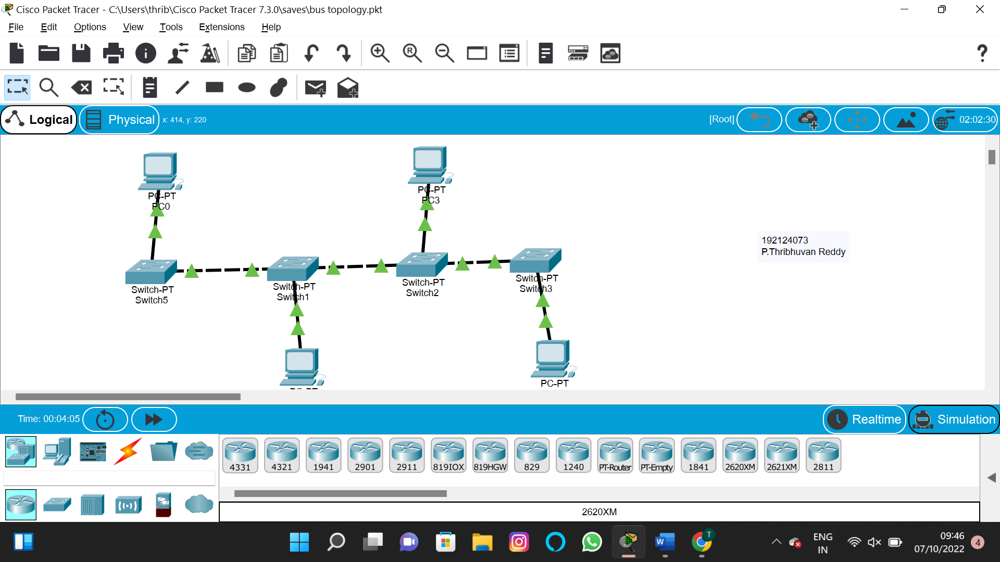 Cisco Packet Tracer - C:\Users\thrib\Cisco Packet Tracer 7.3.0\saves\bus topology.pkt
File Edit Options View Tools Extensions Help
Logical Physical x: 414, y: 220 [Root] 02:02:30
PC-PT
PC0
PC-PT
PC3
192124073
P.Thribhuvan Reddy
Switch-PT
Switch5
Switch-PT
Switch1
Switch-PT
Switch2
Switch-PT
Switch3
PC-PT
PC-PT
Time: 00:04:05 Realtime Simulation
4331 4321 1941 2901 2911 819IOX 819HGW 829 1240 PT-Router PT-Empty 1841 2620XM 2621XM 2811
2620XM
ENG
IN
09:46
07/10/2022
4